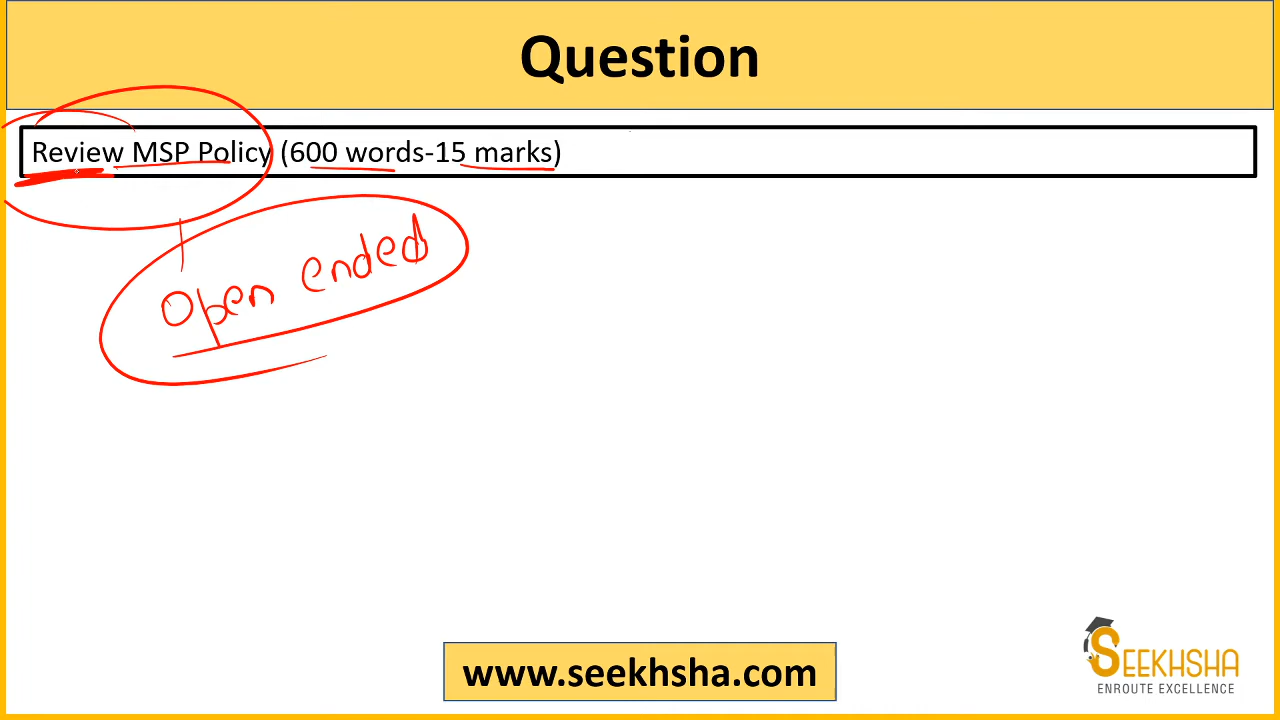 Question
Review MSP Policy (600 words-15 marks)
Open ended
www.seekhsha.com
SEEKHSHA
ENROUTE EXCELLENCE